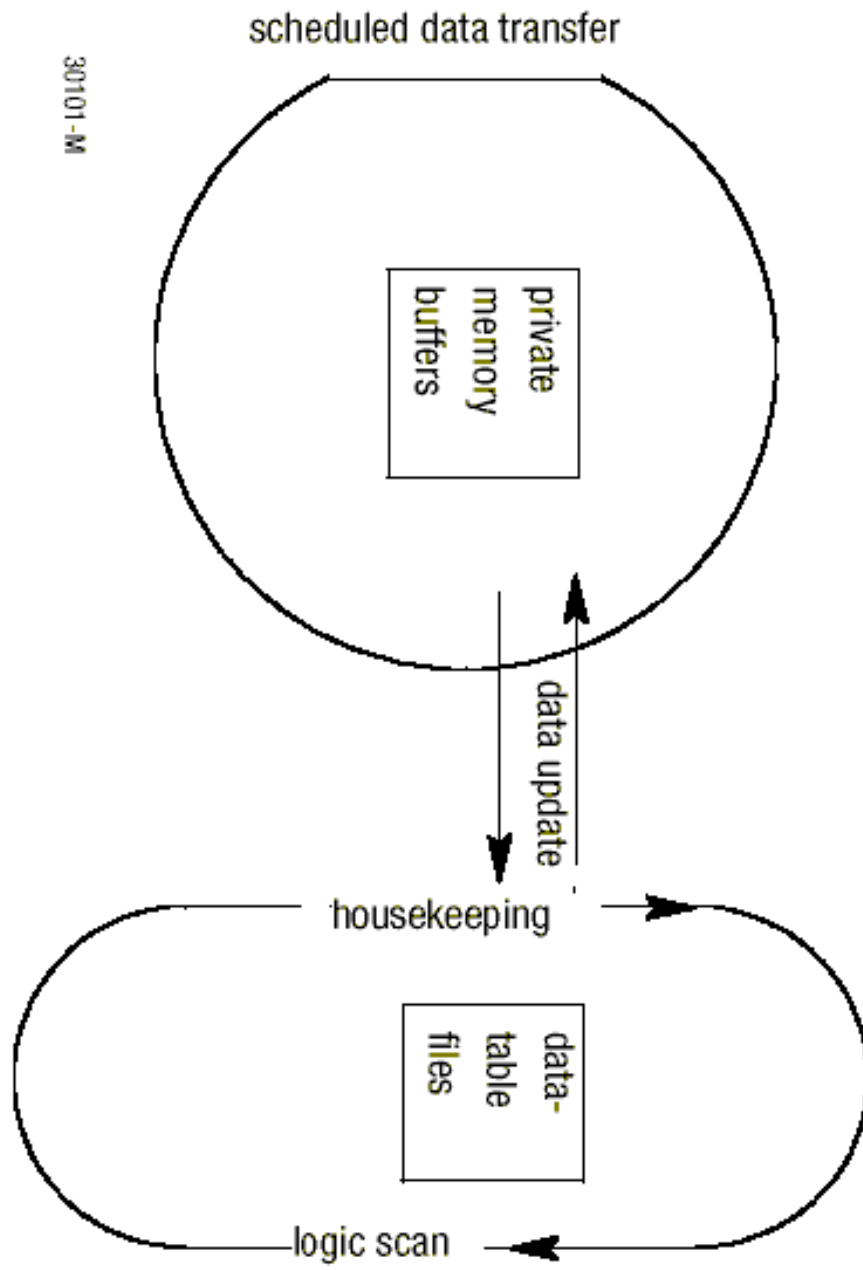 scheduled data transfer
30101-M
private
memory
buffers
data update
housekeeping
data-
table
files
logic scan